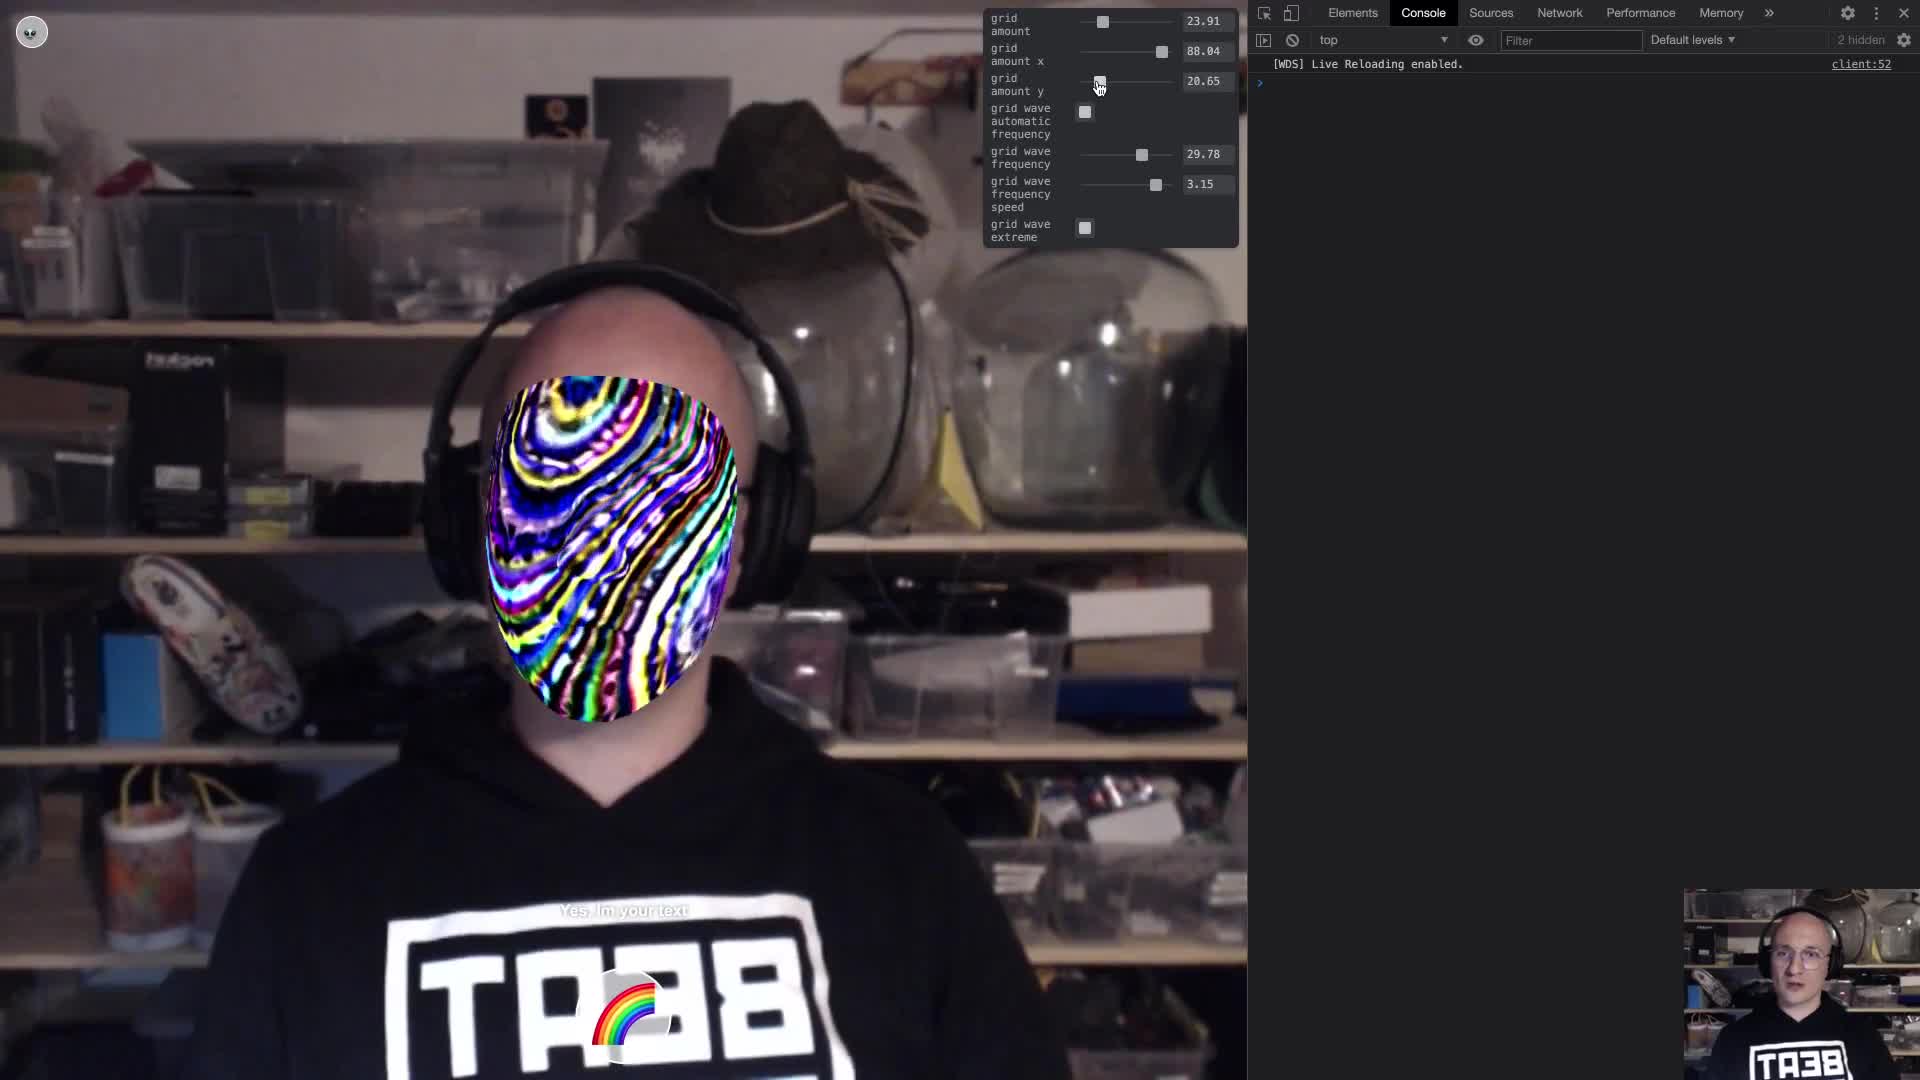 grid
amount
23.91
grid
amount x
88.04
grid
amount y
20.65
grid wave
automatic
frequency
grid wave
frequency
29.78
grid wave
frequency
speed
3.15
grid wave
extreme
Elements Console Sources Network Performance Memory »
top Filter Default levels 2 hidden
[WDS] Live Reloading enabled. client:52
Yes, Im your text
TA38
TA38